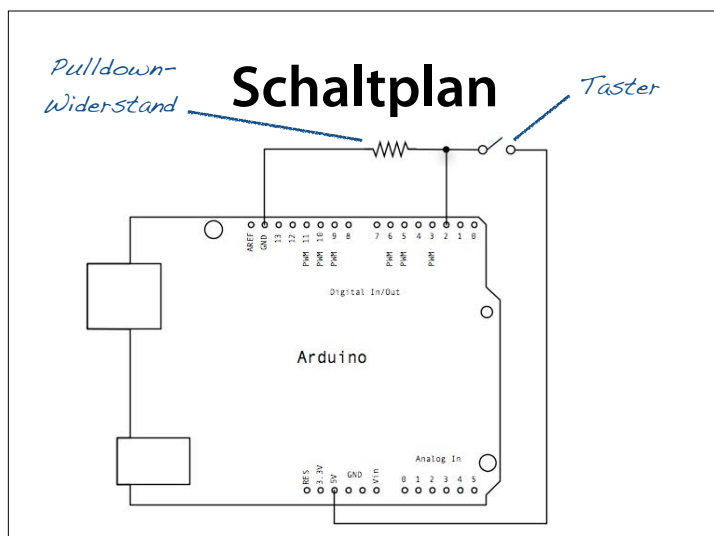 Schaltplan
Pulldown-
Widerstand
Taster
AREF GND 13 12 11 10 9 8 7 6 5 4 3 2 1 0
PWM PWM PWM PWM PWM PWM
Digital In/Out
Arduino
Analog In
RES 3.3V 5V GND Vin 0 1 2 3 4 5